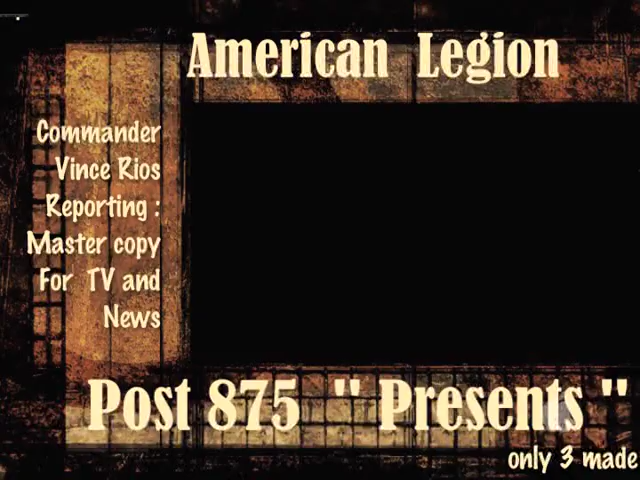 American Legion
Commander
Vince Rios
Reporting :
Master copy
For TV and
News
Post 875 " Presents "
only 3 made